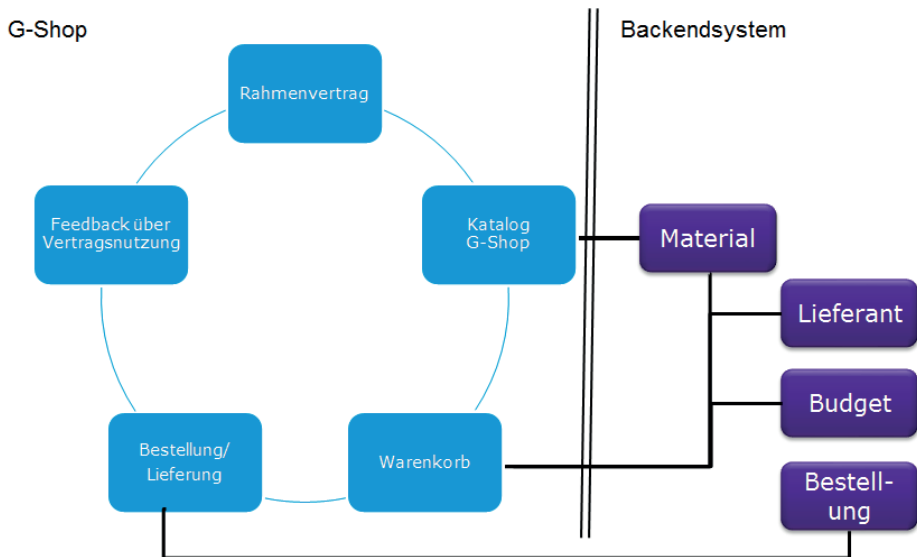 G-Shop
Backendsystem
Rahmenvertrag
Feedback über
Vertragsnutzung
Katalog
G-Shop
Material
Lieferant
Budget
Bestellung/
Lieferung
Warenkorb
Bestell-
ung